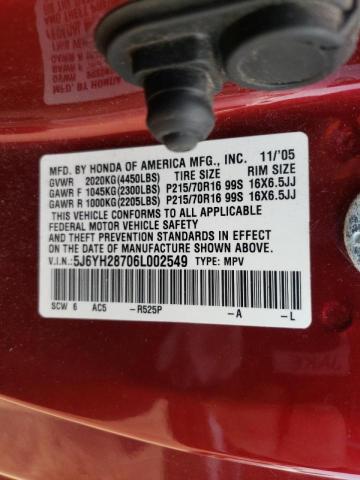 MFD. BY HONDA OF AMERICA MFG., INC. 11/'05
GVWR 2020KG(4450LBS) TIRE SIZE RIM SIZE
GAWR F 1045KG(2300LBS) P215/70R16 99S 16X6.5JJ
GAWR R 1000KG(2205LBS) P215/70R16 99S 16X6.5JJ
THIS VEHICLE CONFORMS TO ALL APPLICABLE
FEDERAL MOTOR VEHICLE SAFETY STANDARDS IN EFFECT
ON THE DATE OF MANUFACTURE SHOWN ABOVE.
V.I.N.: 5J6YH28706L002549 TYPE: MPV
SCW 6 AC5 -R525P -A -L